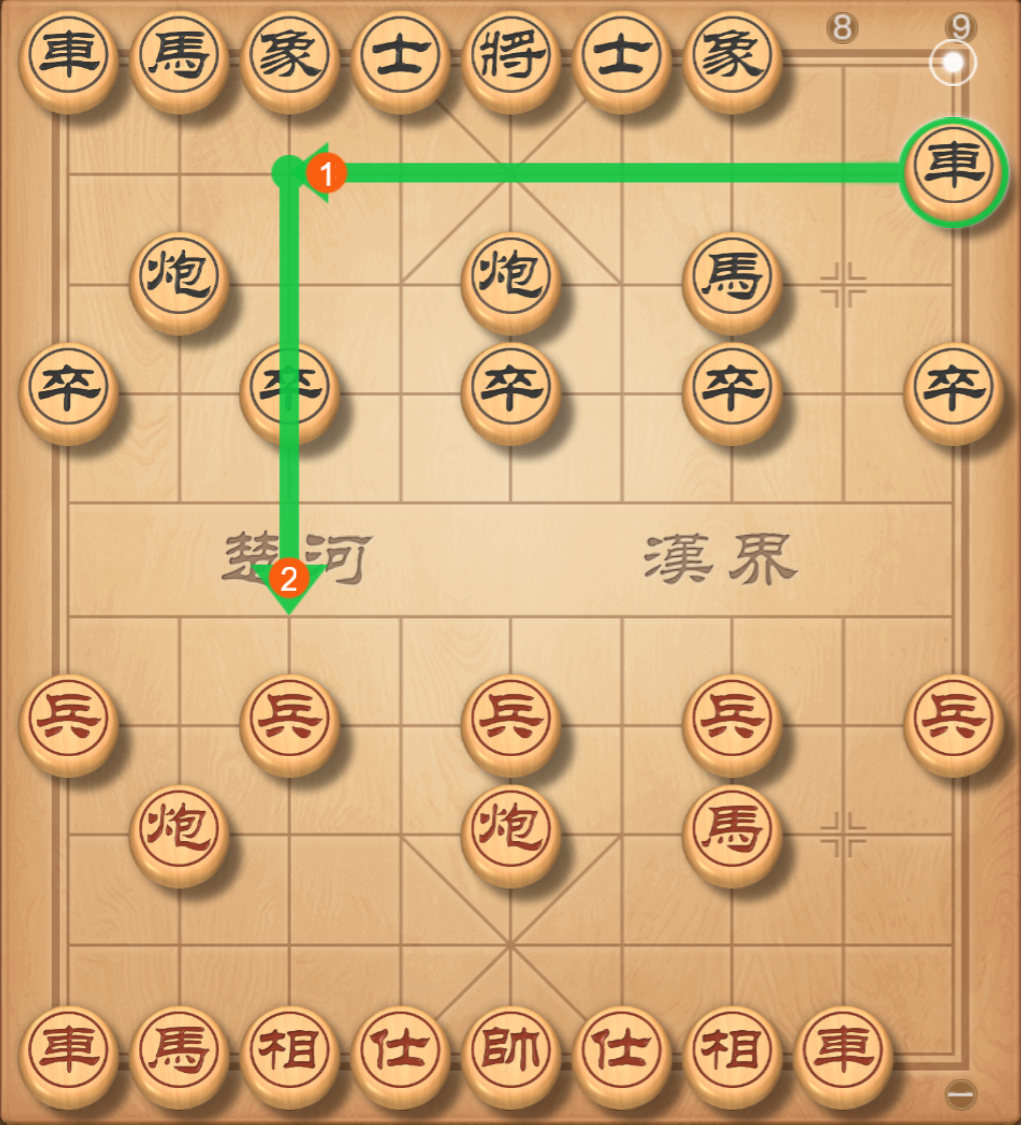 8 9
車 馬 象 士 將 士 象
1 車
炮 炮 馬
卒 卒 卒 卒 卒
楚河 漢界
2
兵 兵 兵 兵 兵
炮 炮 馬
車 馬 相 仕 帥 仕 相 車
一